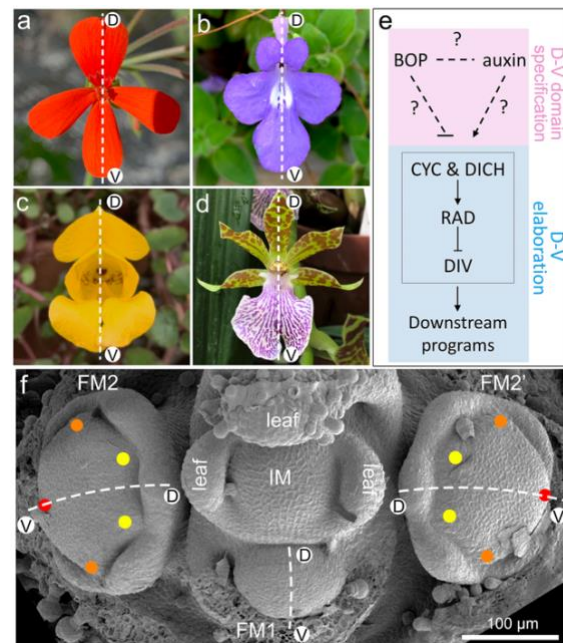 a
D
V
b
D
V
c
D
V
d
D
V
e
?
BOP
auxin
?
?
D-V domain
specification
CYC & DICH
RAD
DIV
Downstream
programs
D-V
elaboration
f
FM2
FM2'
leaf
leaf
IM
leaf
V
D
D
D
V
FM1
V
100 µm